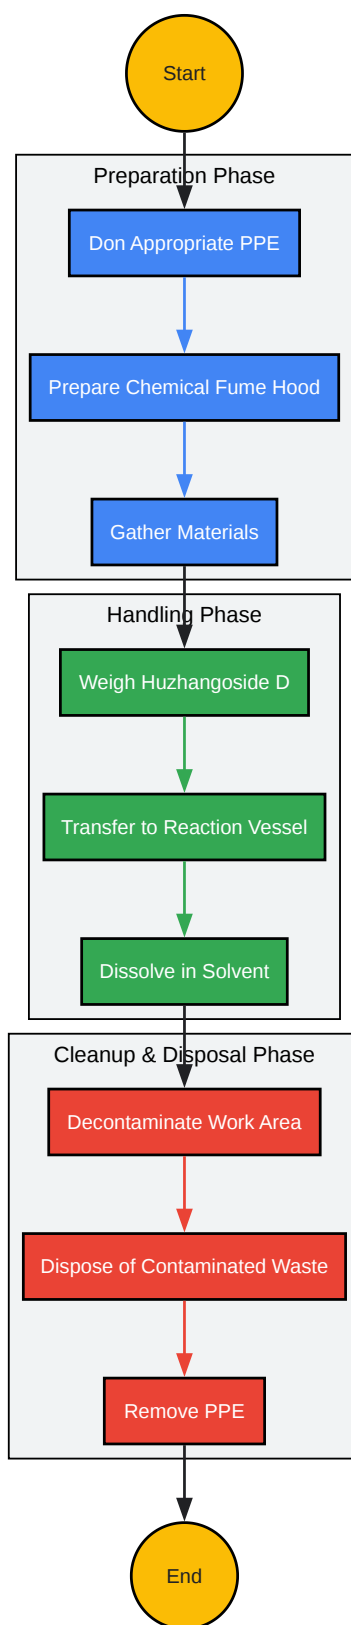 Start
Preparation Phase
Don Appropriate PPE
Prepare Chemical Fume Hood
Gather Materials
Handling Phase
Weigh Huzhangoside D
Transfer to Reaction Vessel
Dissolve in Solvent
Cleanup & Disposal Phase
Decontaminate Work Area
Dispose of Contaminated Waste
Remove PPE
End